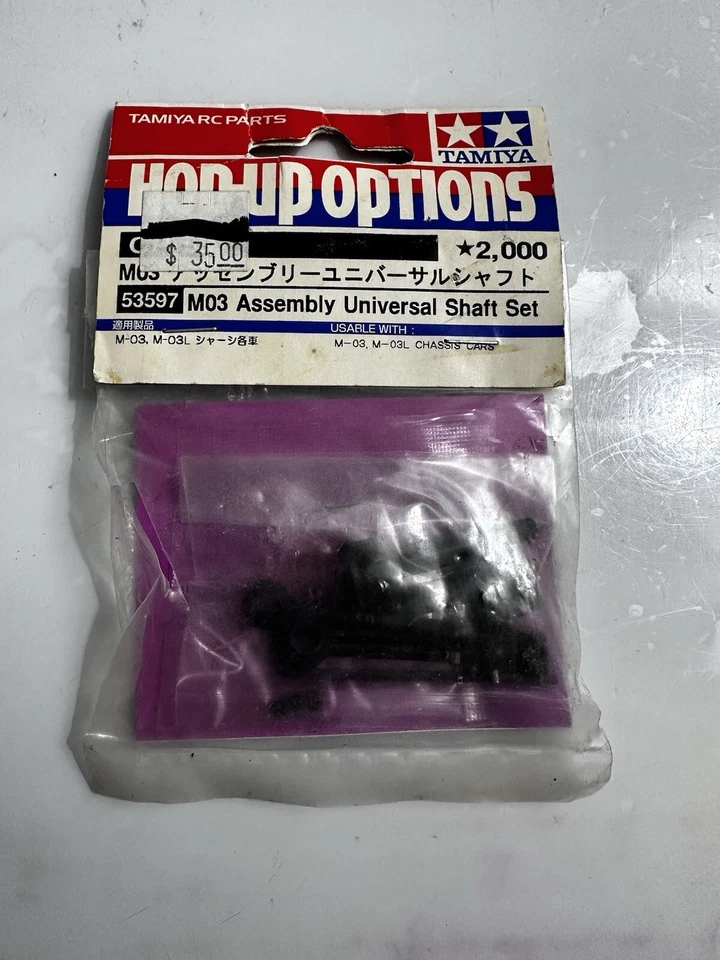 TAMIYA RC PARTS
TAMIYA
HOP-UP OPTIONS
$ 35.00
★2,000
M03 アッセンブリーユニバーサルシャフト
53597 M03 Assembly Universal Shaft Set
適用製品 USABLE WITH :
M-03, M-03L シャーシ各車 M-03, M-03L CHASSIS CARS